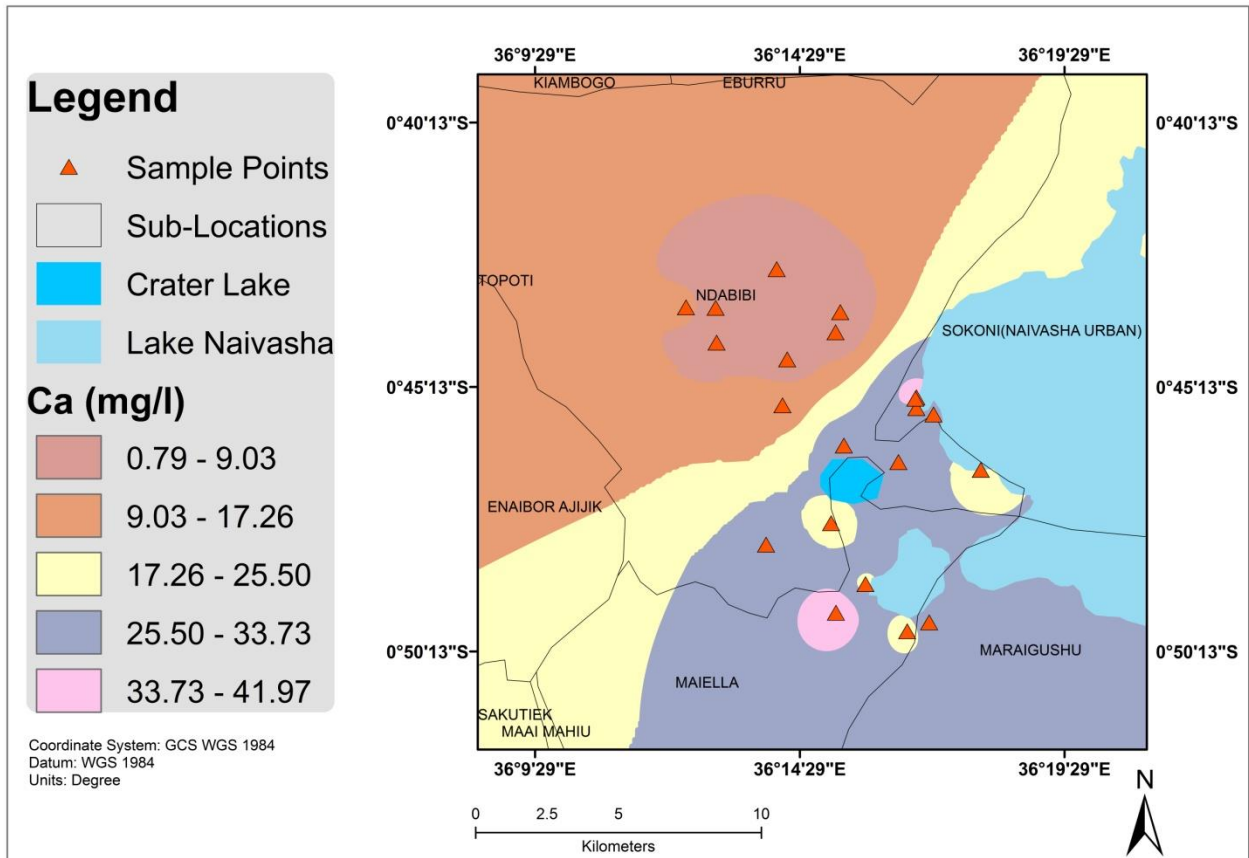 Legend
Sample Points
Sub-Locations
Crater Lake
Lake Naivasha
Ca (mg/l)
0.79 - 9.03
9.03 - 17.26
17.26 - 25.50
25.50 - 33.73
33.73 - 41.97
Coordinate System: GCS WGS 1984
Datum: WGS 1984
Units: Degree
36°9'29"E 36°14'29"E 36°19'29"E
KIAMBOGO EBURRU
0°40'13"S 0°40'13"S
TOPOTI
NDABIBI
SOKONI(NAIVASHA URBAN)
0°45'13"S 0°45'13"S
ENAIBOR AJIJIK
0°50'13"S 0°50'13"S
MARAIGUSHU
MAIELLA
SAKUTIEK
MAAI MAHIU
36°9'29"E 36°14'29"E 36°19'29"E
N
0 2.5 5 10
Kilometers